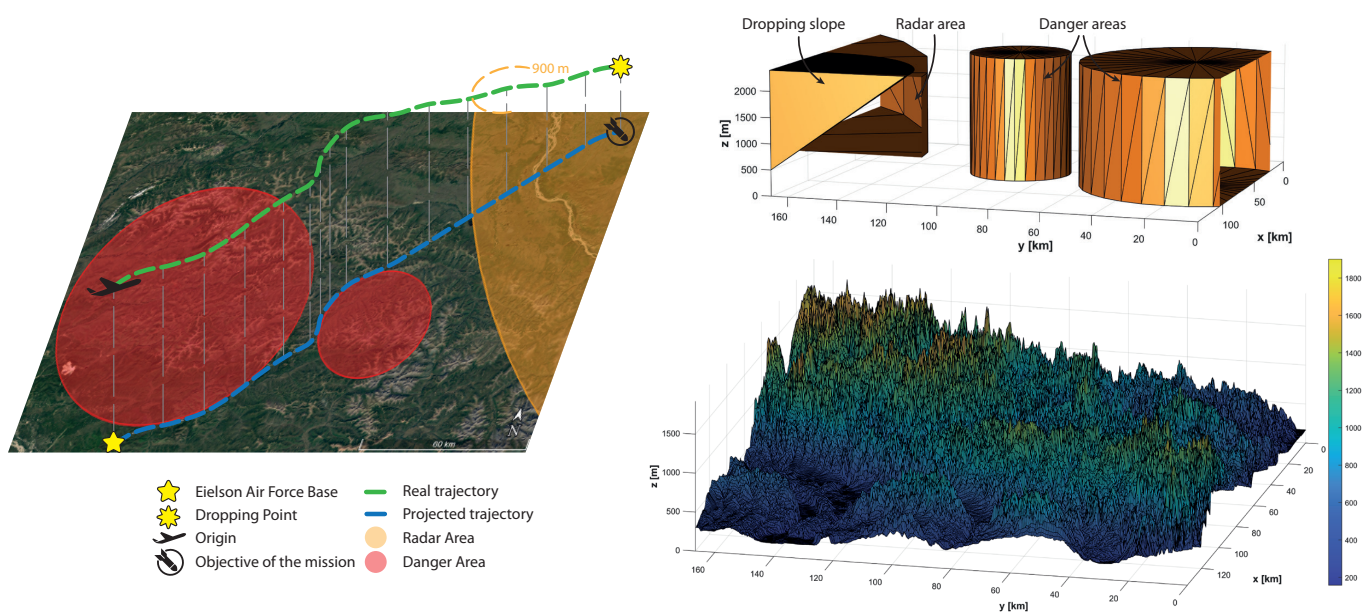 900 m
N
60 km
Eielson Air Force Base
Dropping Point
Origin
Objective of the mission
Real trajectory
Projected trajectory
Radar Area
Danger Area
Dropping slope
Radar area
Danger areas
2000
1500
1000
500
0
z [m]
160
140
120
100
80
60
40
20
0
y [km]
0
50
100
x [km]
1500
1000
500
0
z [m]
160
140
120
100
80
60
40
20
0
y [km]
0
20
40
60
80
100
120
x [km]
1800
1600
1400
1200
1000
800
600
400
200